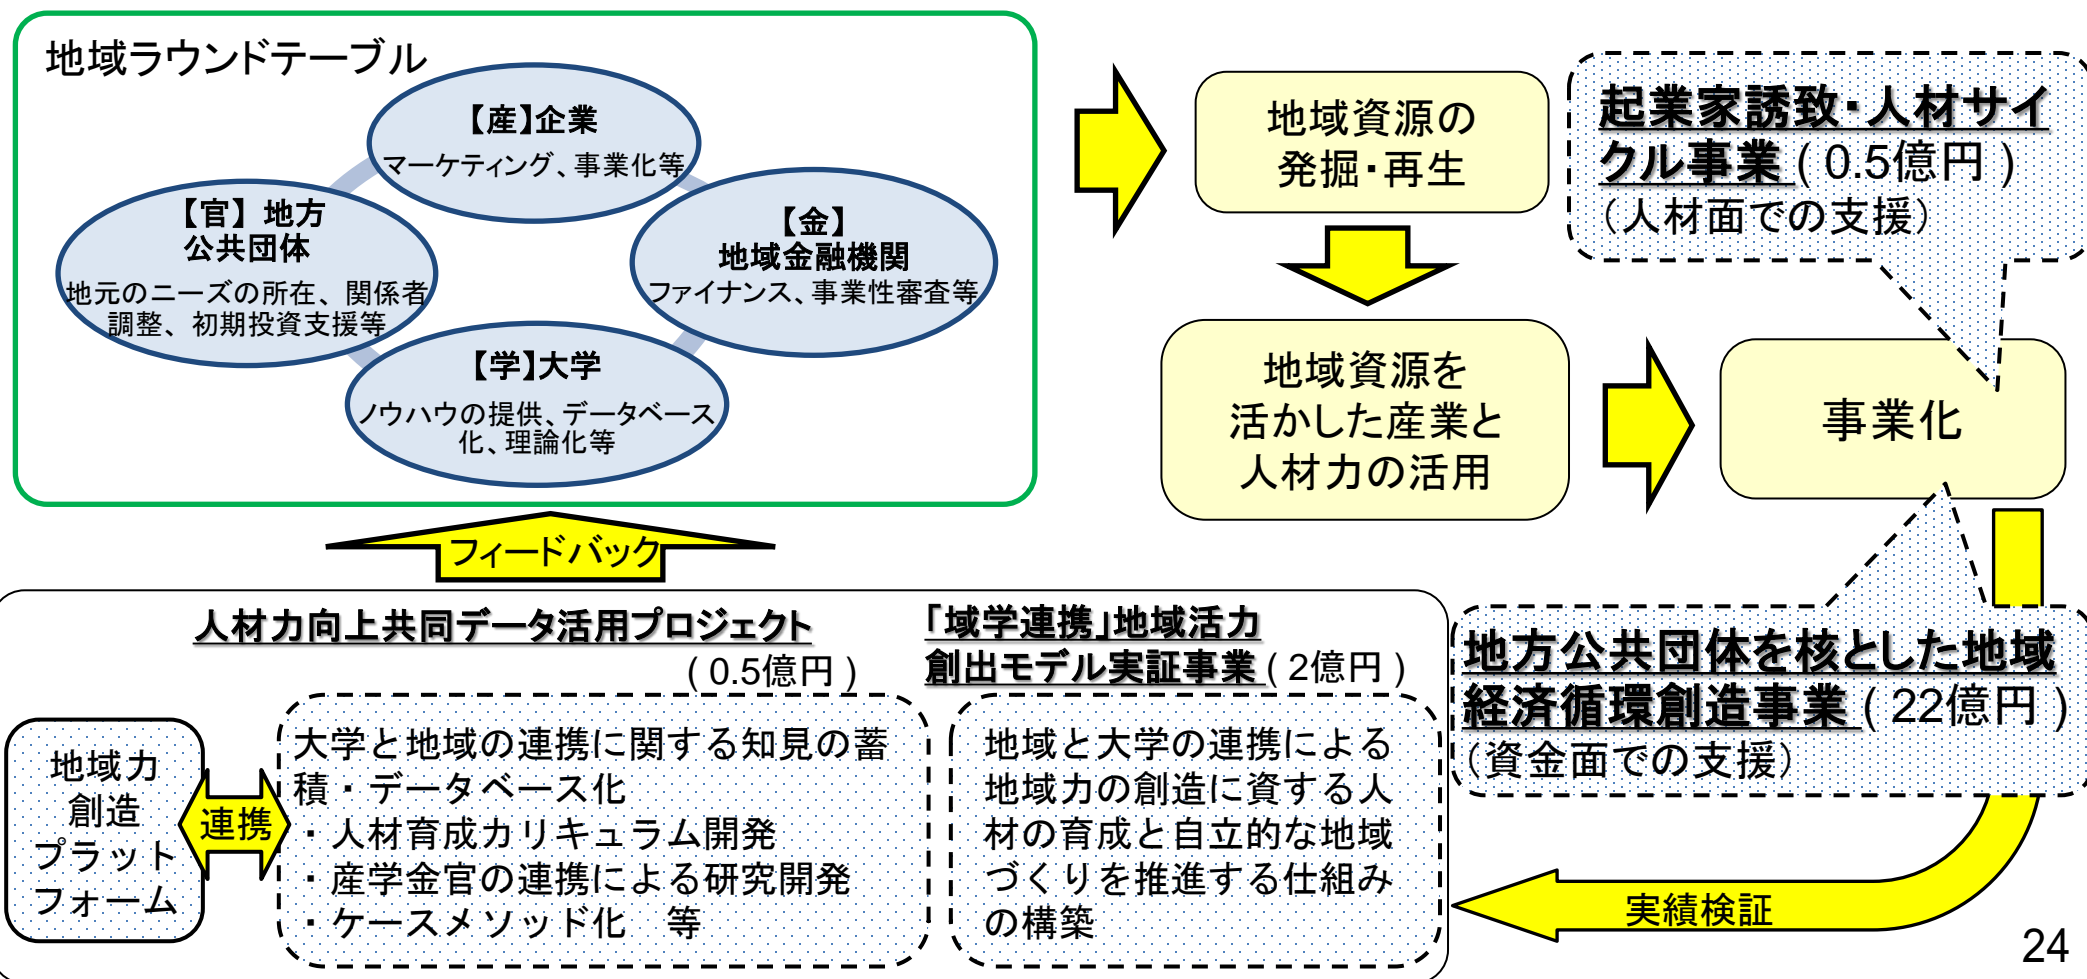 地域ラウンドテーブル
【産】企業
マーケティング、事業化等
【官】地方
公共団体
地元のニーズの所在、関係者
調整、初期投資支援等
【金】
地域金融機関
ファイナンス、事業性審査等
【学】大学
ノウハウの提供、データベース
化、理論化等
地域資源の
発掘・再生
起業家誘致・人材サイ
クル事業（0.5億円）
（人材面での支援）
地域資源を
活かした産業と
人材力の活用
事業化
フィードバック
人材力向上共同データ活用プロジェクト
（0.5億円）
「域学連携」地域活力
創出モデル実証事業（2億円）
地方公共団体を核とした地域
経済循環創造事業（22億円）
（資金面での支援）
地域力
創造
プラット
フォーム
連携
大学と地域の連携に関する知見の蓄
積・データベース化
・人材育成カリキュラム開発
・産学金官の連携による研究開発
・ケースメソッド化　等
地域と大学の連携による
地域力の創造に資する人
材の育成と自立的な地域
づくりを推進する仕組み
の構築
実績検証
24